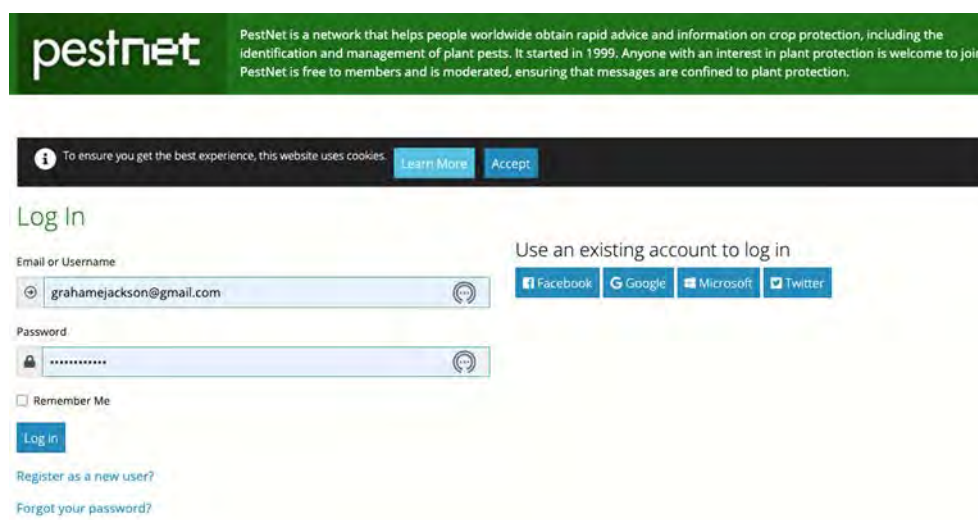 pestnet
PestNet is a network that helps people worldwide obtain rapid advice and information on crop protection, including the
identification and management of plant pests. It started in 1999. Anyone with an interest in plant protection is welcome to join
PestNet is free to members and is moderated, ensuring that messages are confined to plant protection.
To ensure you get the best experience, this website uses cookies. Learn More Accept
Log In
Use an existing account to log in
Email or Username
Facebook Google Microsoft Twitter
grahamejackson@gmail.com
Password
••••••••••••
Remember Me
Log in
Register as a new user?
Forgot your password?